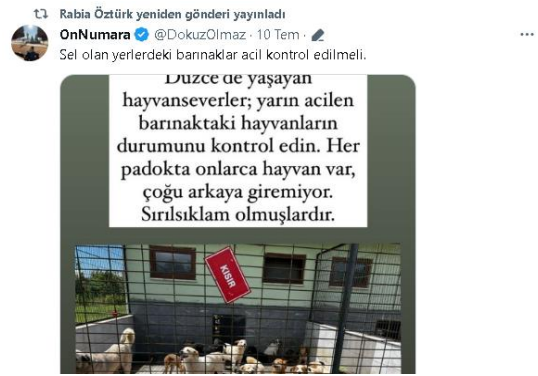 Rabia Öztürk yeniden gönderi yayınladı
OnNumara @DokuzOlmaz · 10 Tem ·
Sel olan yerlerdeki barınaklar acil kontrol edilmeli.
Düzce'de yaşayan
hayvanseverler; yarın acilen
barınaktaki hayvanların
durumunu kontrol edin. Her
padokta onlarca hayvan var,
çoğu arkaya giremiyor.
Sırılsıklam olmuşlardır.
KISIR